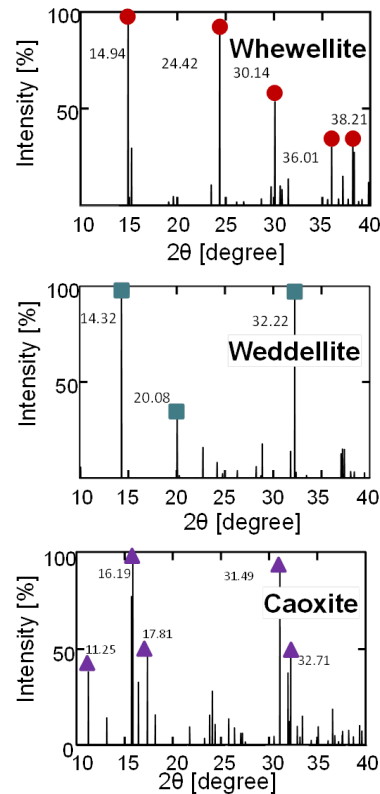 Intensity [%]
100
50
14.94
24.42
30.14
36.01
38.21
Whewellite
10 15 20 25 30 35 40
2θ [degree]
Intensity [%]
100
50
14.32
20.08
32.22
Weddellite
10 15 20 25 30 35 40
2θ [degree]
Intensity [%]
100
50
0
11.25
16.19
17.81
31.49
32.71
Caoxite
10 15 20 25 30 35 40
2θ [degree]